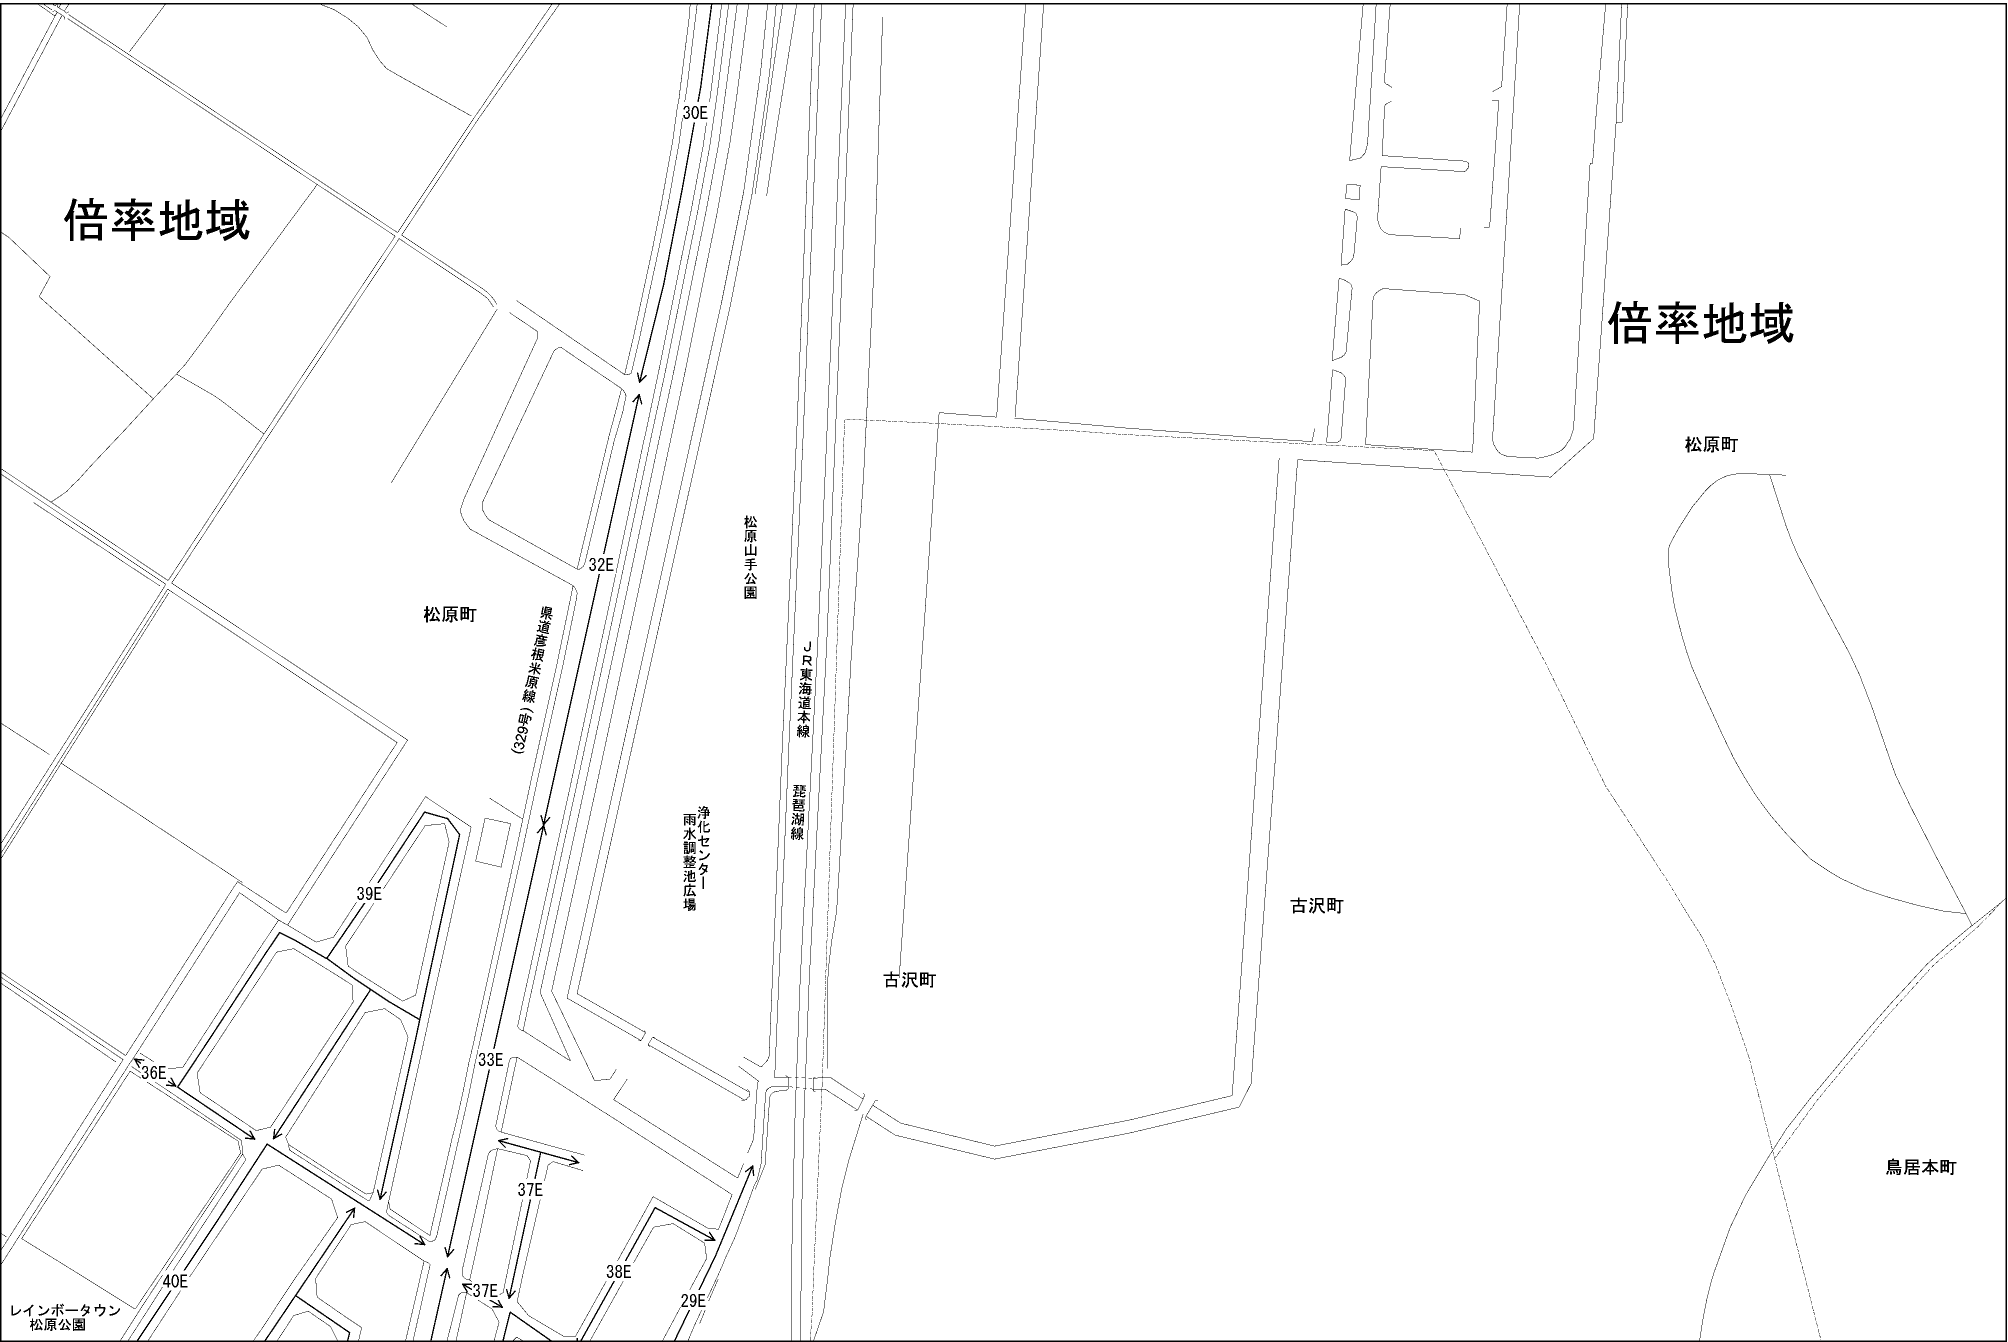 30E
倍率地域
倍率地域
松原町
松原山手公園
32E
松原町
県道彦根米原線（329号）
ＪＲ東海道本線
琵琶湖線
浄化センター
雨水調整池広場
39E
古沢町
古沢町
33E
36E
鳥居本町
37E
38E
40E
37E
29E
レインボータウン
松原公園